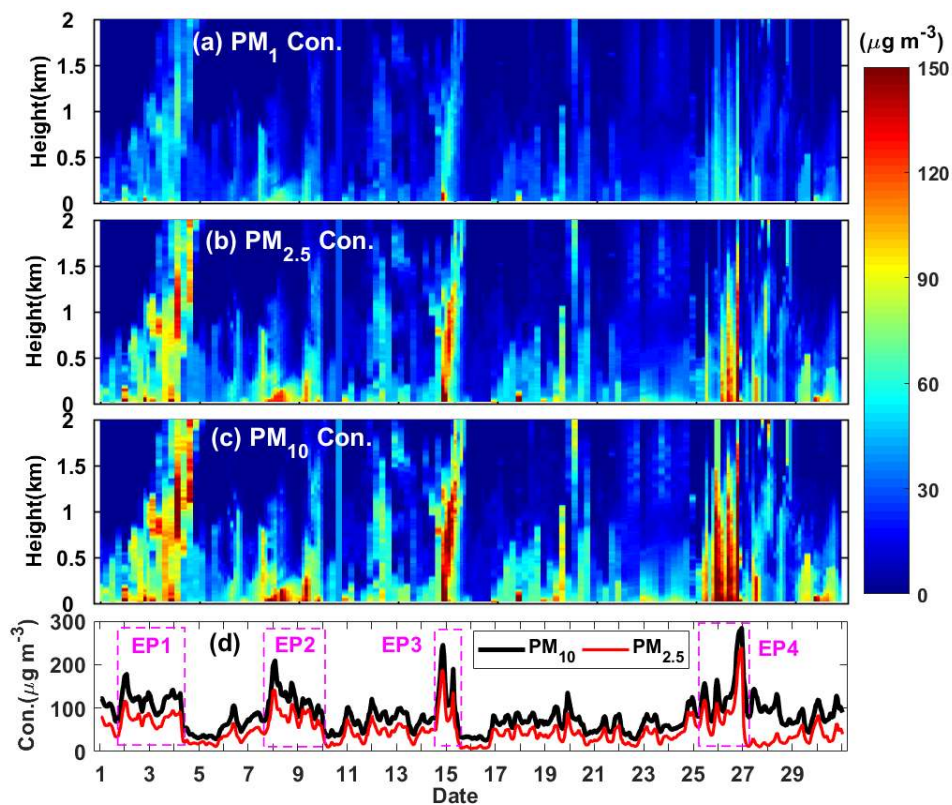 (a) PM1 Con.
(μg m-3)
2
1.5
1
0.5
0
Height(km)
150
120
90
60
30
0
(b) PM2.5 Con.
2
1.5
1
0.5
0
Height(km)
(c) PM10 Con.
2
1.5
1
0.5
0
Height(km)
300
200
100
0
Con.(μg m-3)
EP1 (d) EP2 EP3 PM10 PM2.5 EP4
1 3 5 7 9 11 13 15 17 19 21 23 25 27 29
Date